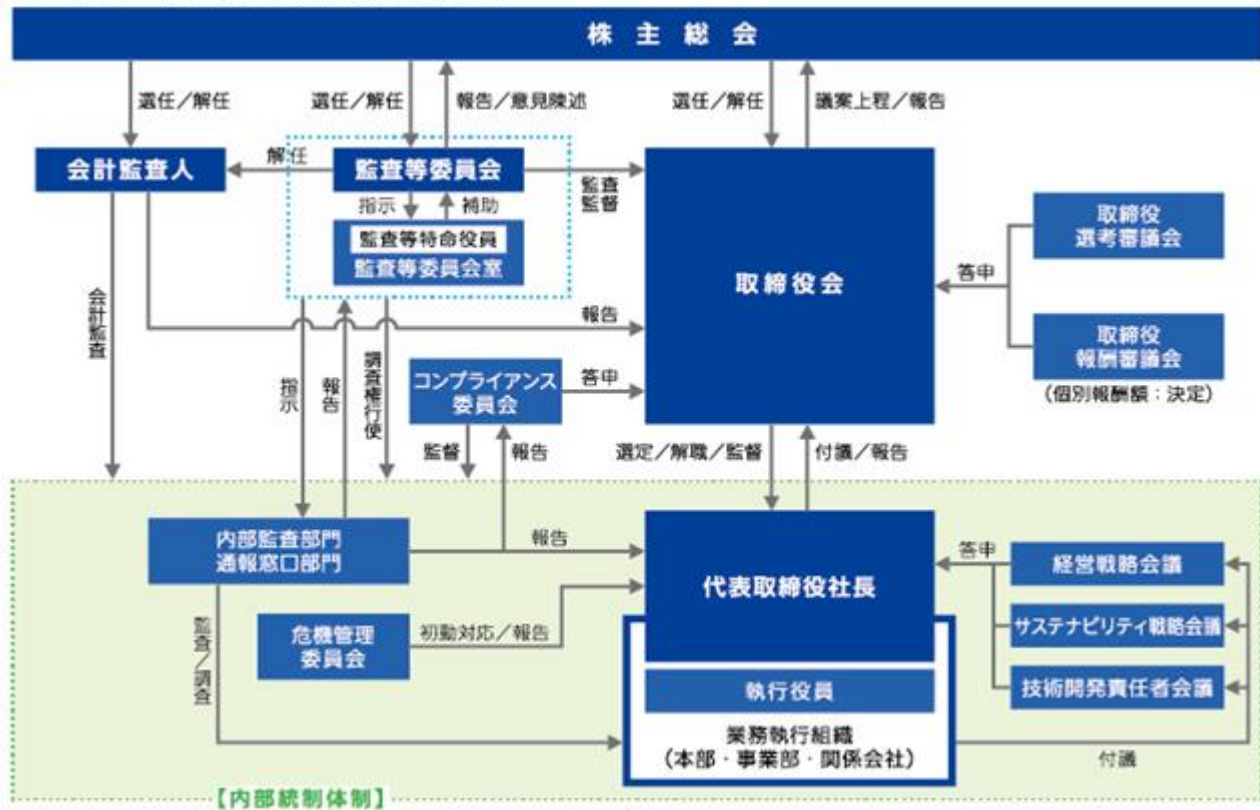 株主総会
選任／解任
選任／解任
報告／意見陳述
選任／解任
議案上程／報告
会計監査人
解任
監査等委員会
監査
監督
指示
補助
監査等特命役員
監査等委員会室
取締役会
取締役
選考審議会
答申
取締役
報酬審議会
(個別報酬額：決定)
会計監査
報告
指示
報告
調査権行使
コンプライアンス
委員会
答申
監督
報告
選定／解職／監督
付議／報告
内部監査部門
通報窓口部門
報告
代表取締役社長
答申
経営戦略会議
サステナビリティ戦略会議
技術開発責任者会議
危機管理
委員会
初動対応／報告
監査／調査
執行役員
業務執行組織
(本部・事業部・関係会社)
付議
【内部統制体制】